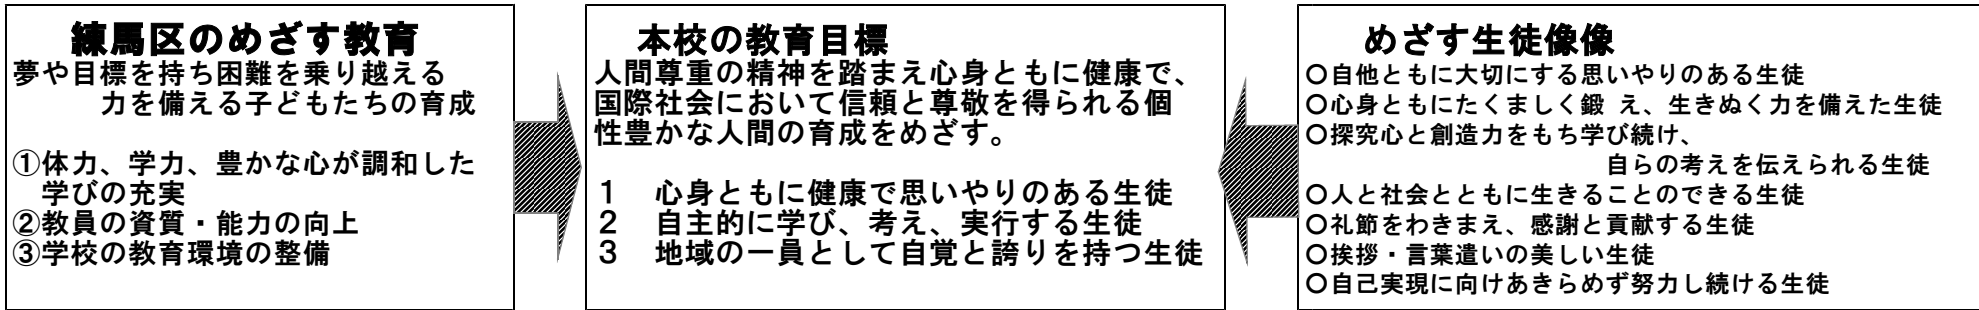 練馬区のめざす教育
夢や目標を持ち困難を乗り越える
力を備える子どもたちの育成
①体力、学力、豊かな心が調和した
学びの充実
②教員の資質・能力の向上
③学校の教育環境の整備
本校の教育目標
人間尊重の精神を踏まえ心身ともに健康で、
国際社会において信頼と尊敬を得られる個
性豊かな人間の育成をめざす。
１　心身ともに健康で思いやりのある生徒
２　自主的に学び、考え、実行する生徒
３　地域の一員として自覚と誇りを持つ生徒
めざす生徒像像
〇自他ともに大切にする思いやりのある生徒
〇心身ともにたくましく鍛 え、生きぬく力を備えた生徒
〇探究心と創造力をもち学び続け、
自らの考えを伝えられる生徒
〇人と社会とともに生きることのできる生徒
〇礼節をわきまえ、感謝と貢献する生徒
〇挨拶・言葉遣いの美しい生徒
〇自己実現に向けあきらめず努力し続ける生徒